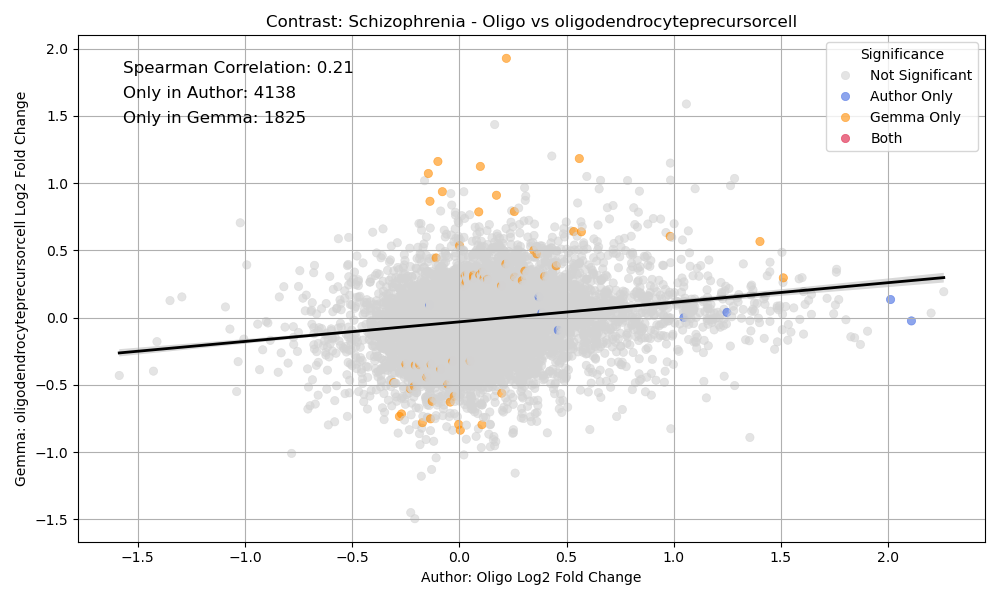 Contrast: Schizophrenia - Oligo vs oligodendrocyteprecursorcell
Spearman Correlation: 0.21
Only in Author: 4138
Only in Gemma: 1825
Significance
Not Significant
Author Only
Gemma Only
Both
Gemma: oligodendrocyteprecursorcell Log2 Fold Change
2.0
1.5
1.0
0.5
0.0
−0.5
−1.0
−1.5
−1.5 −1.0 −0.5 0.0 0.5 1.0 1.5 2.0
Author: Oligo Log2 Fold Change